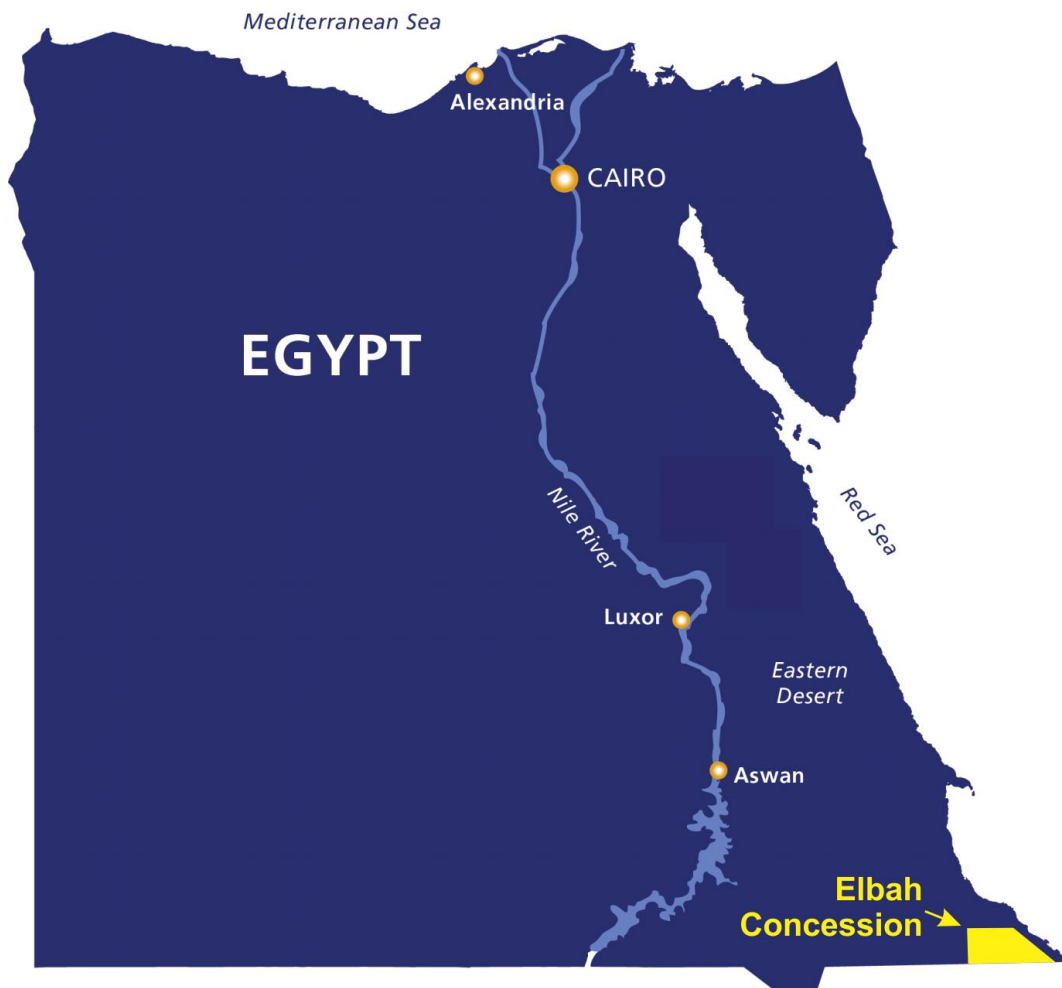 Mediterranean Sea
Alexandria
CAIRO
EGYPT
Nile River
Red Sea
Luxor
Eastern
Desert
Aswan
Elbah
Concession